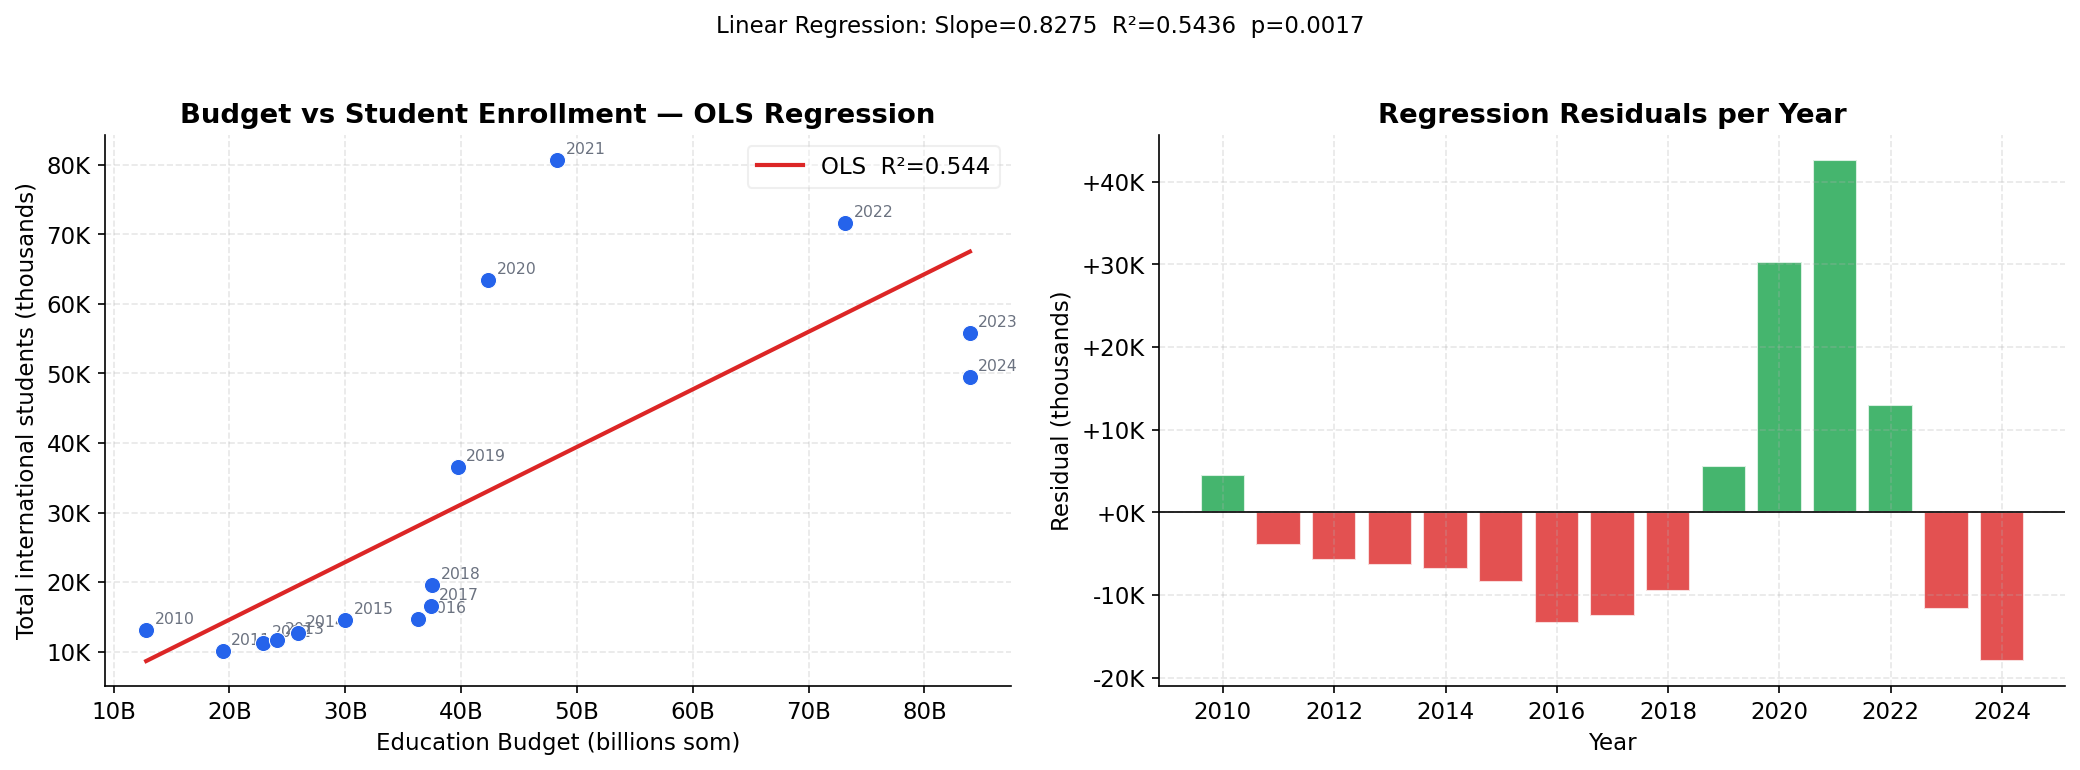 Linear Regression: Slope=0.8275  R²=0.5436  p=0.0017
Budget vs Student Enrollment — OLS Regression
Total international students (thousands)
80K
70K
60K
50K
40K
30K
20K
10K
OLS  R²=0.544
2021
2022
2020
2023
2024
2019
2018
2017
2015
2010
10B
20B
30B
40B
50B
60B
70B
80B
Education Budget (billions som)
Regression Residuals per Year
Residual (thousands)
+40K
+30K
+20K
+10K
+0K
-10K
-20K
2010
2012
2014
2016
2018
2020
2022
2024
Year